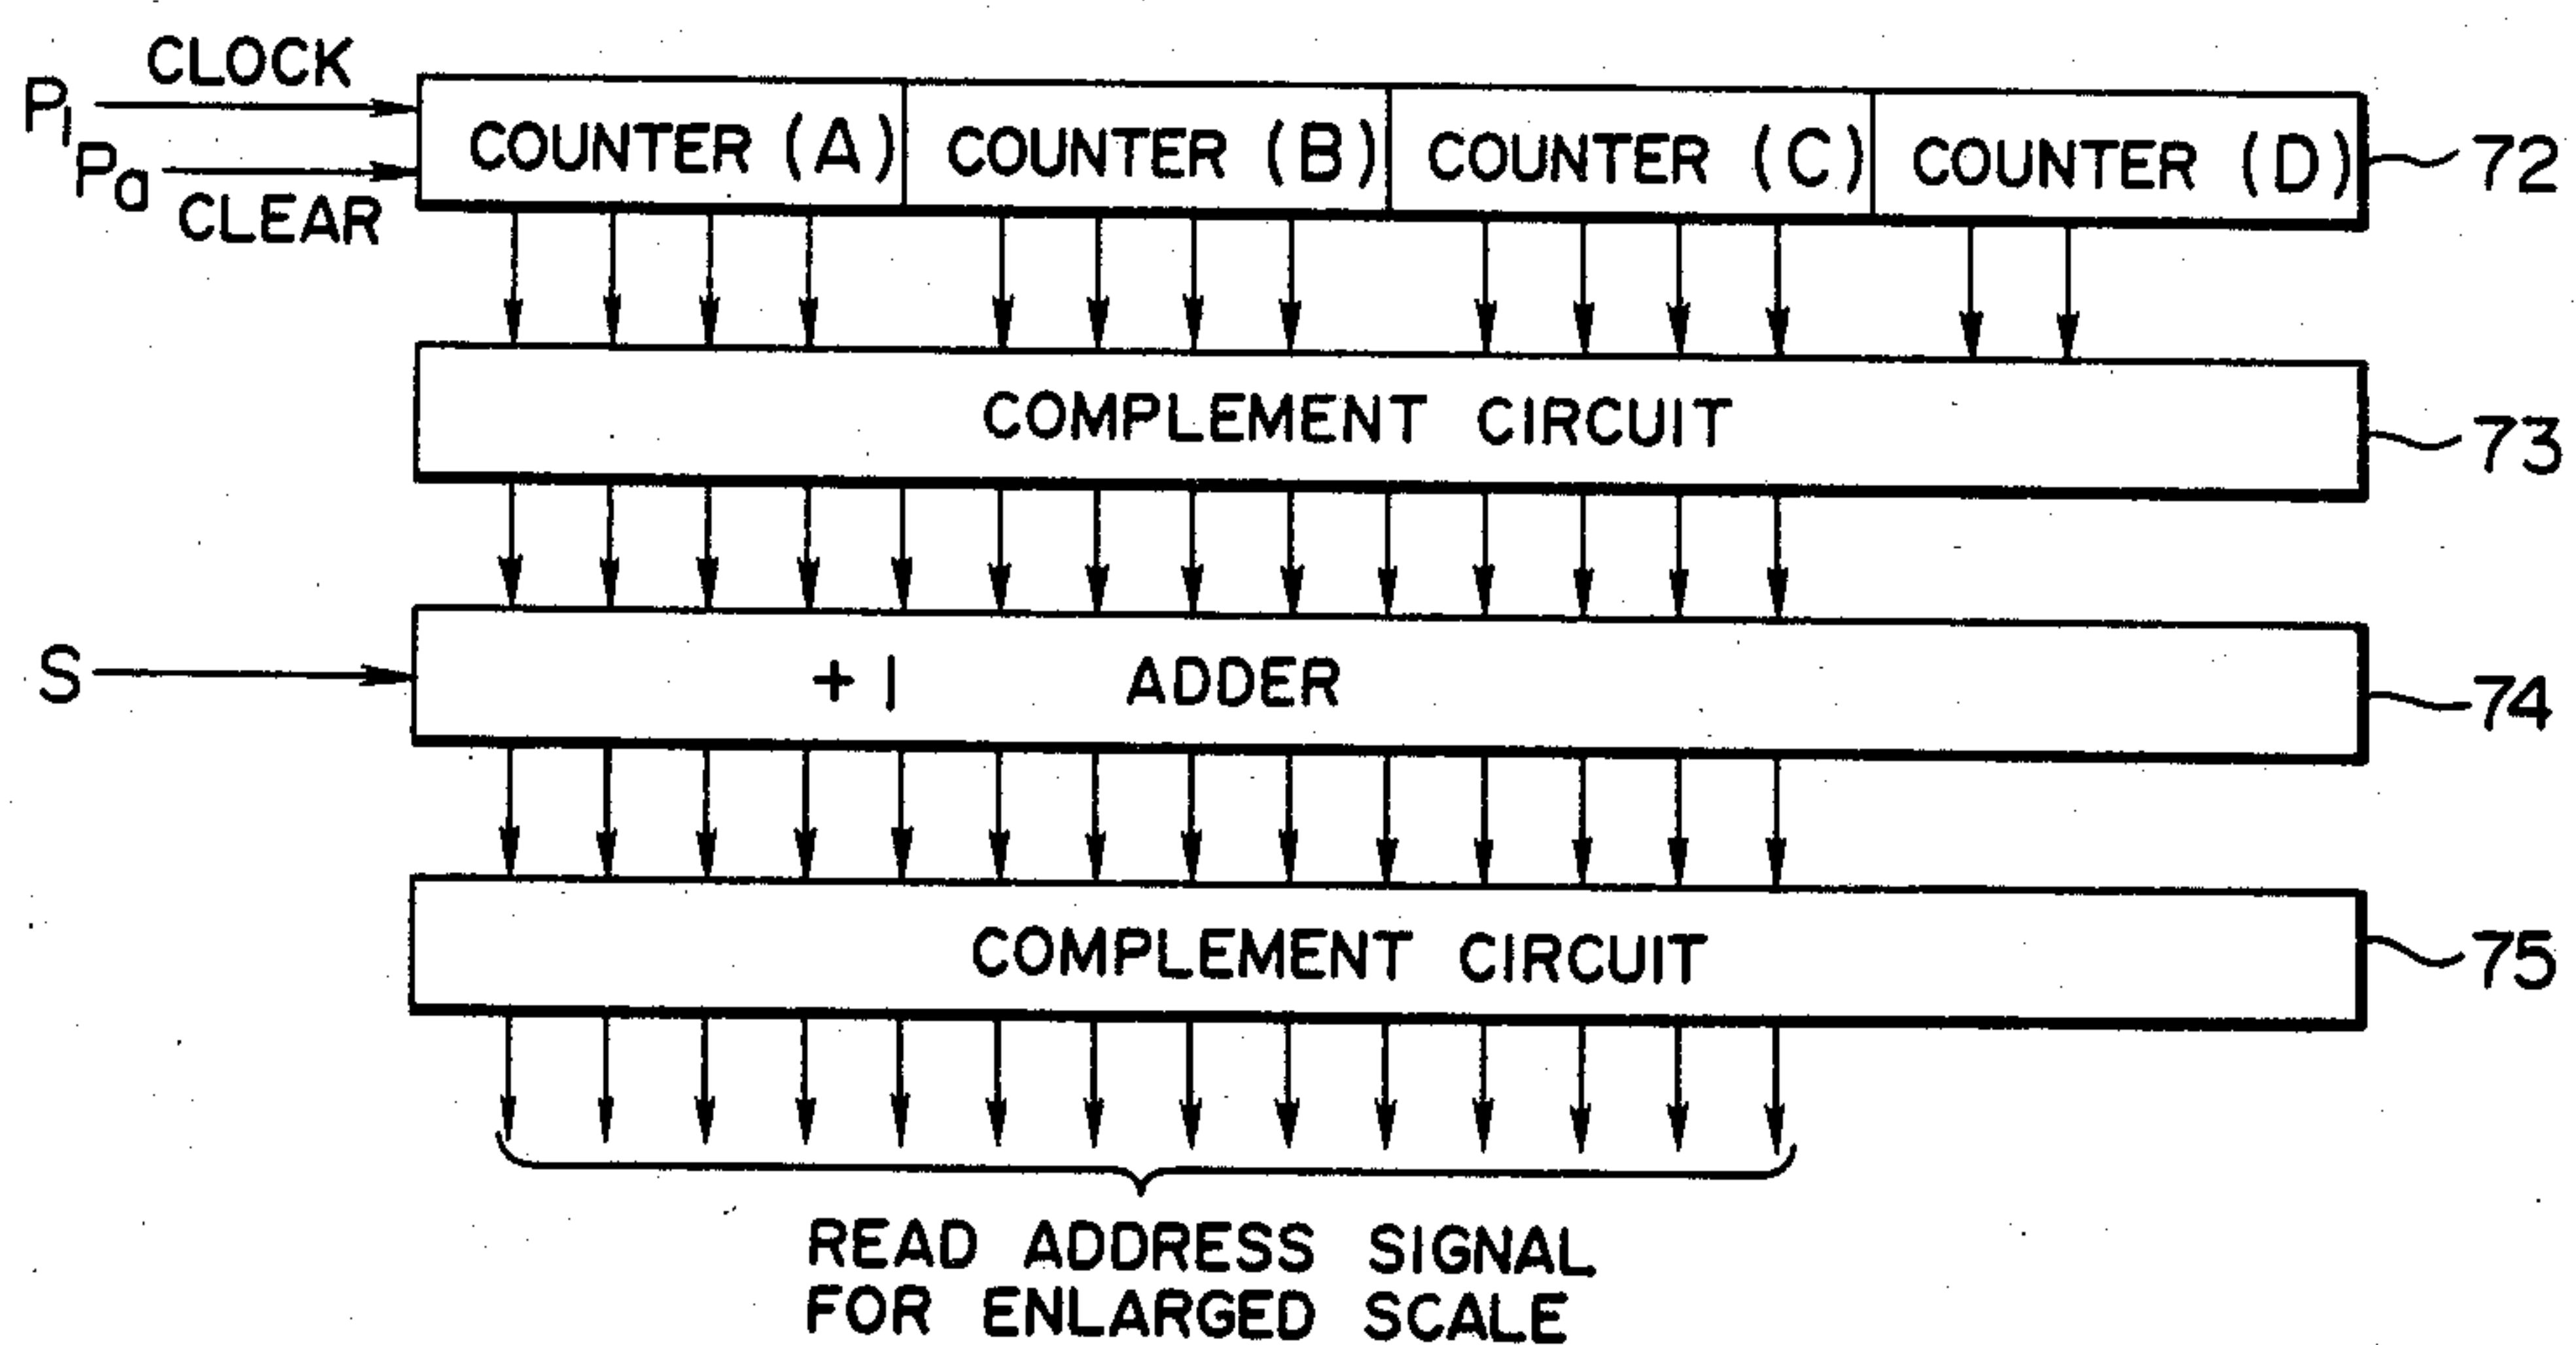 CLOCK
P1
Pa
CLEAR
COUNTER (A)
COUNTER (B)
COUNTER (C)
COUNTER (D)
72
COMPLEMENT CIRCUIT
73
S
+1 ADDER
74
COMPLEMENT CIRCUIT
75
READ ADDRESS SIGNAL
FOR ENLARGED SCALE